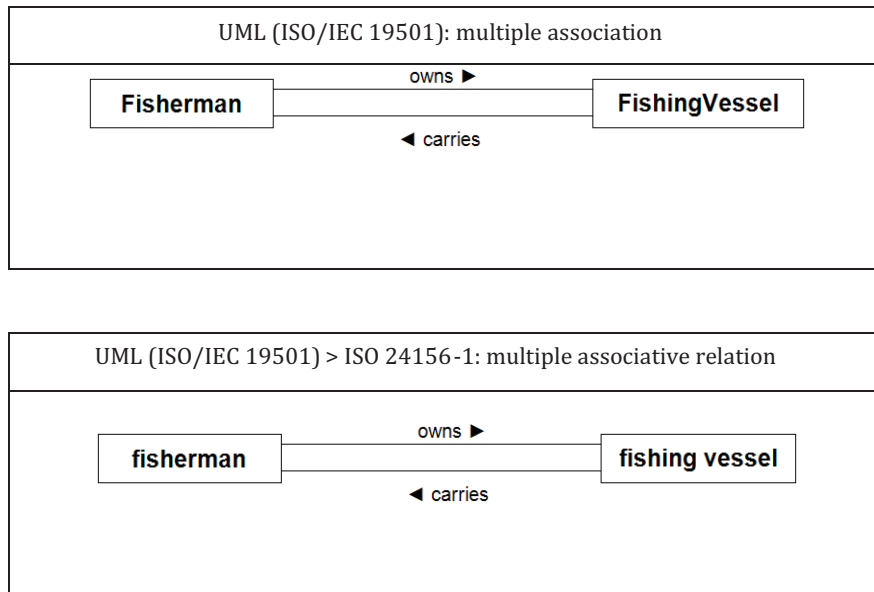 UML (ISO/IEC 19501): multiple association
owns ►
Fisherman
FishingVessel
◄ carries
UML (ISO/IEC 19501) > ISO 24156-1: multiple associative relation
owns ►
fisherman
fishing vessel
◄ carries